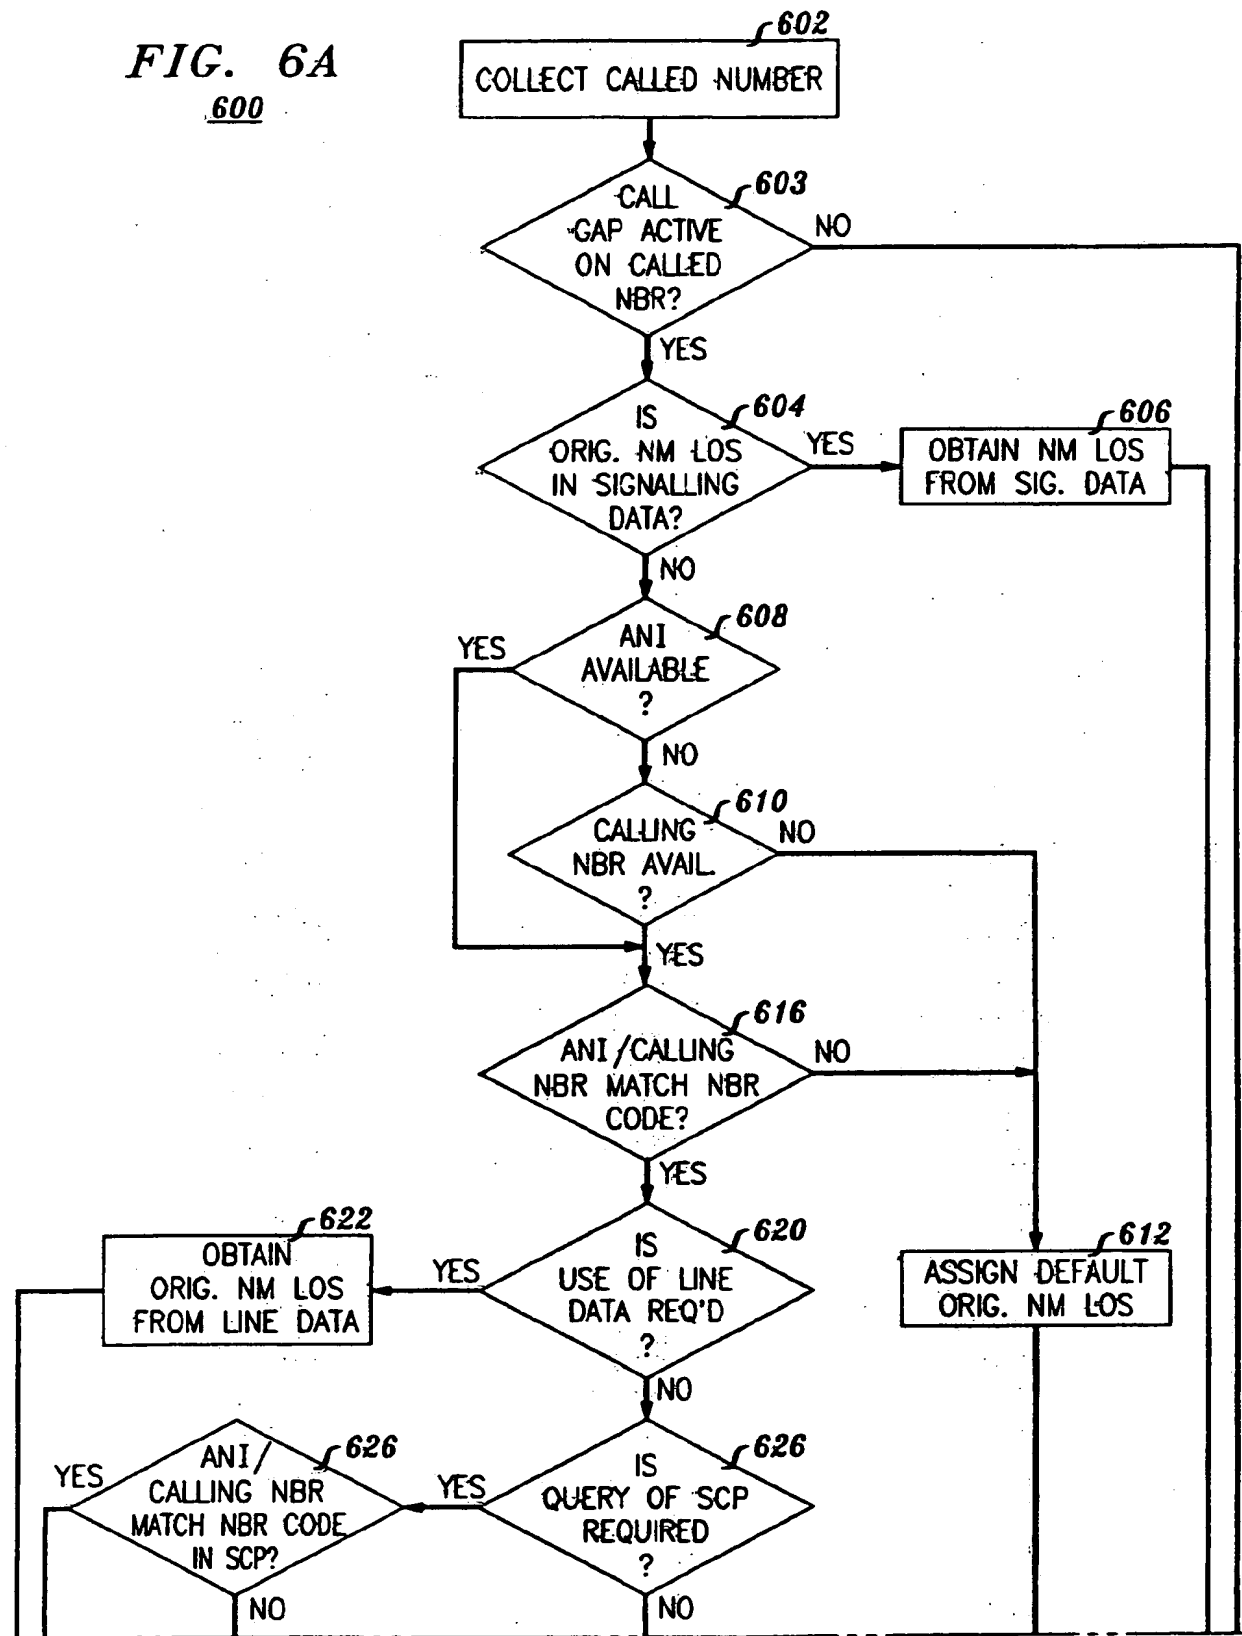 FIG. 6A
600
602
COLLECT CALLED NUMBER
603
CALL
GAP ACTIVE
ON CALLED
NBR?
NO
YES
604
IS
ORIG. NM LOS
IN SIGNALLING
DATA?
YES
606
OBTAIN NM LOS
FROM SIG. DATA
NO
608
ANI
AVAILABLE
?
YES
NO
610
CALLING
NBR AVAIL.
?
NO
YES
616
ANI/CALLING
NBR MATCH NBR
CODE?
NO
YES
622
OBTAIN
ORIG. NM LOS
FROM LINE DATA
YES
620
IS
USE OF LINE
DATA REQ'D
?
612
ASSIGN DEFAULT
ORIG. NM LOS
NO
626
ANI/
CALLING NBR
MATCH NBR CODE
IN SCP?
YES
YES
626
IS
QUERY OF SCP
REQUIRED
?
NO
NO